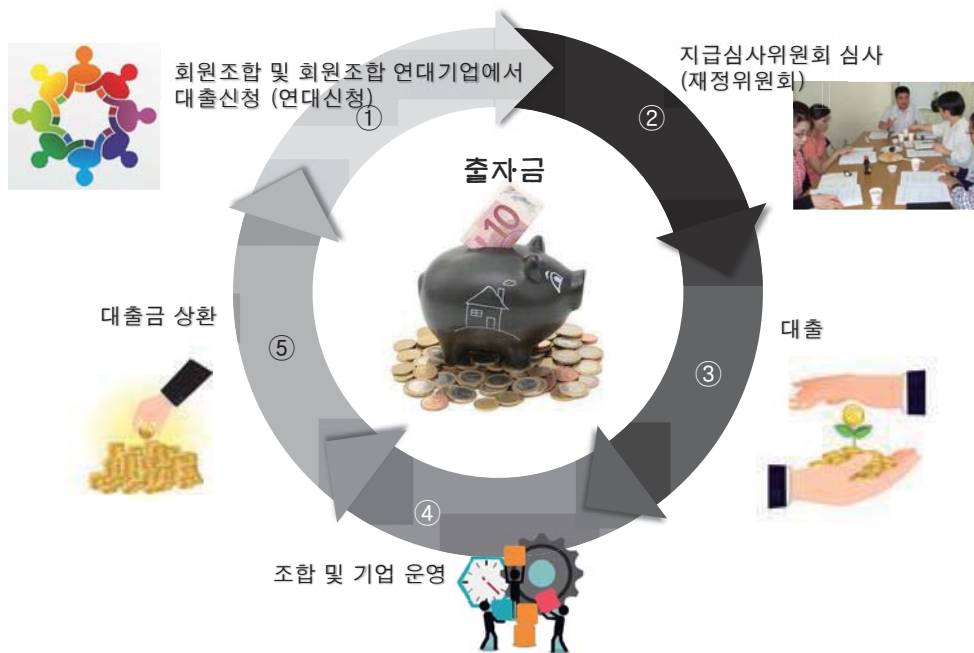 회원조합 및 회원조합 연대기업에서
대출신청 (연대신청)
①
지급심사위원회 심사
(재정위원회)
②
출자금
10
대출
③
조합 및 기업 운영
④
대출금 상환
⑤